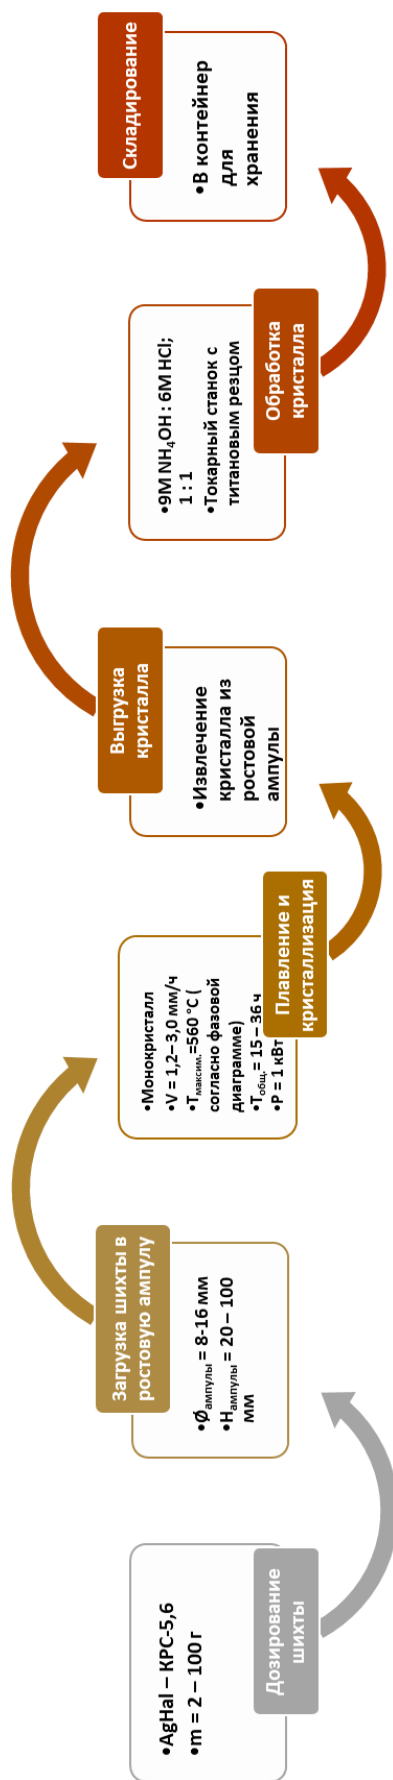 •AgHal – КРС-5,6
•m = 2 – 100 г
Дозирование
шихты
Загрузка шихты в
ростовую ампулу
•Øампулы = 8-16 мм
•Hампулы = 20 – 100
мм
•Монокристалл
•V = 1,2– 3,0 мм/ч
•Tмаксим.=560 °C (
согласно фазовой
диаграмме)
•Tобщ.= 15 – 36 ч
•P = 1 кВт
Плавление и
кристаллизация
Выгрузка
кристалла
•Извлечение
кристалла из
ростовой
ампулы
•9M NH₄OH : 6M HCl;
1 : 1
•Токарный станок с
титановым резцом
Обработка
кристалла
Складирование
•В контейнер
для
хранения